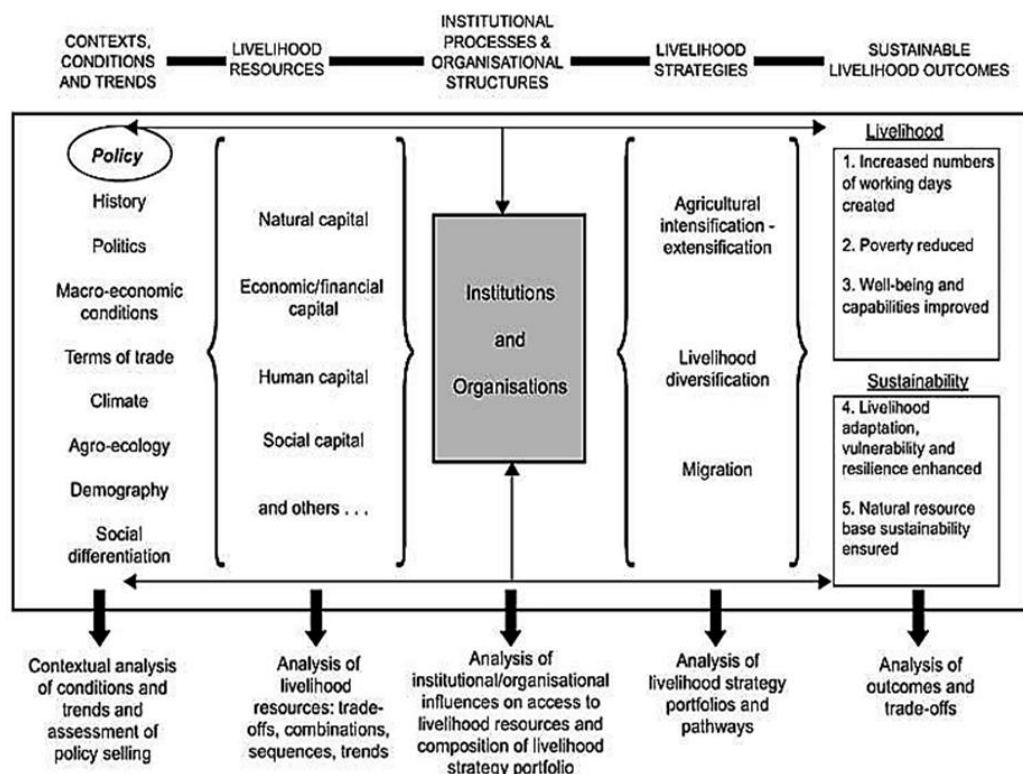 CONTEXTS,
CONDITIONS
AND TRENDS
LIVELIHOOD
RESOURCES
INSTITUTIONAL
PROCESSES &
ORGANISATIONAL
STRUCTURES
LIVELIHOOD
STRATEGIES
SUSTAINABLE
LIVELIHOOD OUTCOMES
Policy
History
Politics
Macro-economic
conditions
Terms of trade
Climate
Agro-ecology
Demography
Social
differentiation
Natural capital
Economic/financial
capital
Human capital
Social capital
and others . . .
Institutions
and
Organisations
Agricultural
intensification -
extensification
Livelihood
diversification
Migration
Livelihood
1. Increased numbers
of working days
created
2. Poverty reduced
3. Well-being and
capabilities improved
Sustainability
4. Livelihood
adaptation,
vulnerability and
resilience enhanced
5. Natural resource
base sustainability
ensured
Contextual analysis
of conditions and
trends and
assessment of
policy selling
Analysis of
livelihood
resources: trade-
offs, combinations,
sequences, trends
Analysis of
institutional/organisational
influences on access to
livelihood resources and
composition of livelihood
strategy portfolio
Analysis of
livelihood strategy
portfolios and
pathways
Analysis of
outcomes and
trade-offs